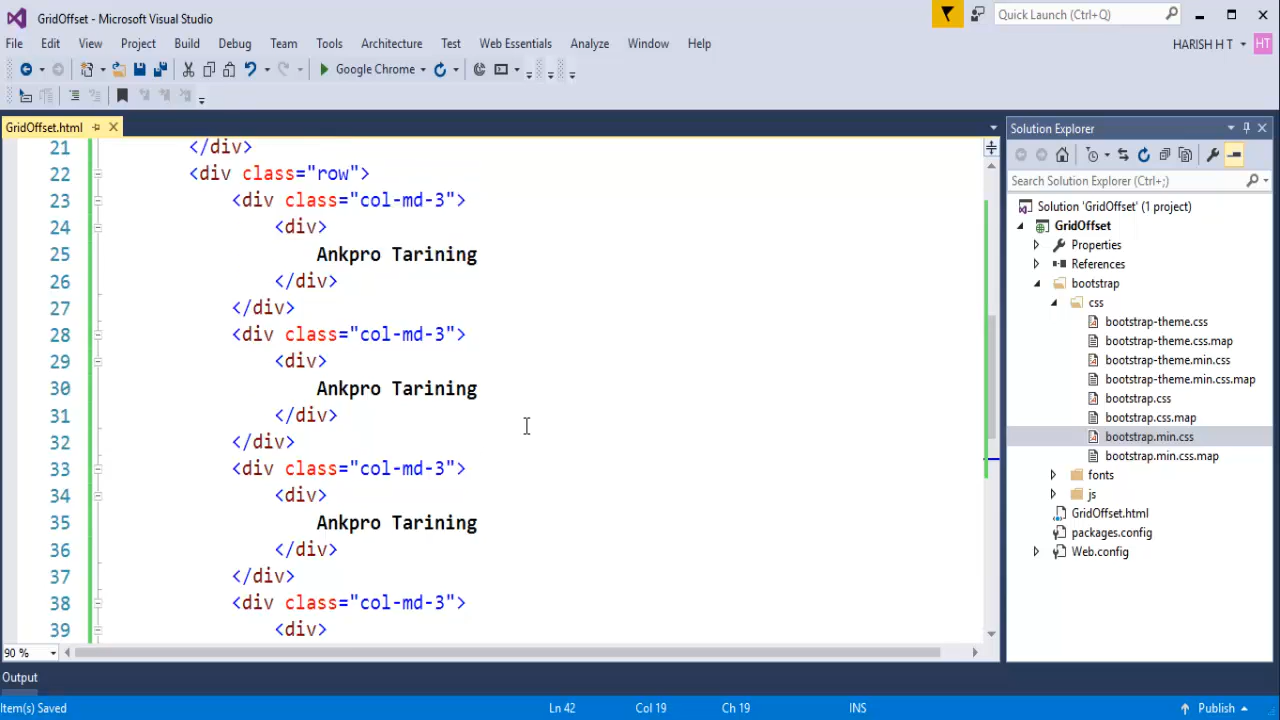 GridOffset - Microsoft Visual Studio
Quick Launch (Ctrl+Q)
File Edit View Project Build Debug Team Tools Architecture Test Web Essentials Analyze Window Help
HARISH H T HT
Google Chrome
GridOffset.html
21 </div>
22 <div class="row">
23 <div class="col-md-3">
24 <div>
25 Ankpro Tarining
26 </div>
27 </div>
28 <div class="col-md-3">
29 <div>
30 Ankpro Tarining
31 </div>
32 </div>
33 <div class="col-md-3">
34 <div>
35 Ankpro Tarining
36 </div>
37 </div>
38 <div class="col-md-3">
39 <div>
90 %
Solution Explorer
Search Solution Explorer (Ctrl+;)
Solution 'GridOffset' (1 project)
GridOffset
Properties
References
bootstrap
css
bootstrap-theme.css
bootstrap-theme.css.map
bootstrap-theme.min.css
bootstrap-theme.min.css.map
bootstrap.css
bootstrap.css.map
bootstrap.min.css
bootstrap.min.css.map
fonts
js
GridOffset.html
packages.config
Web.config
Output
Item(s) Saved Ln 42 Col 19 Ch 19 INS Publish